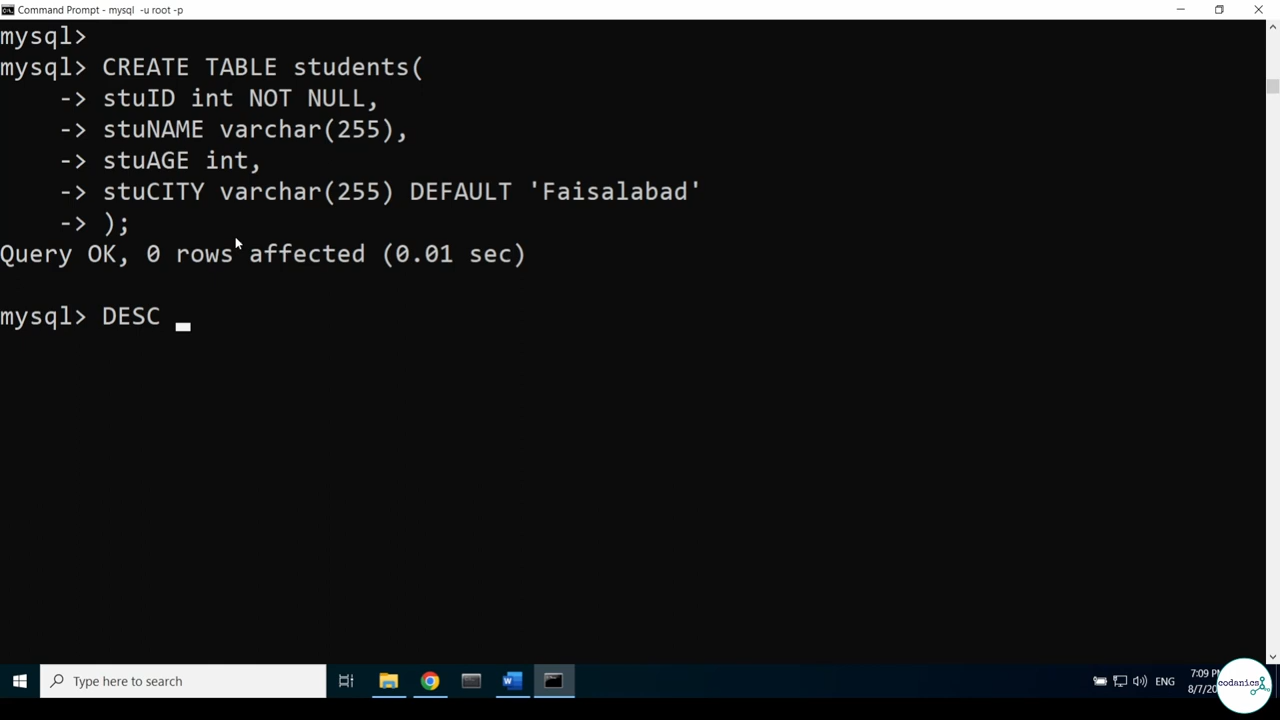 Command Prompt - mysql -u root -p
mysql>
mysql> CREATE TABLE students(
-> stuID int NOT NULL,
-> stuNAME varchar(255),
-> stuAGE int,
-> stuCITY varchar(255) DEFAULT 'Faisalabad'
-> );
Query OK, 0 rows affected (0.01 sec)
mysql> DESC
Type here to search
ENG
7:09
codanics